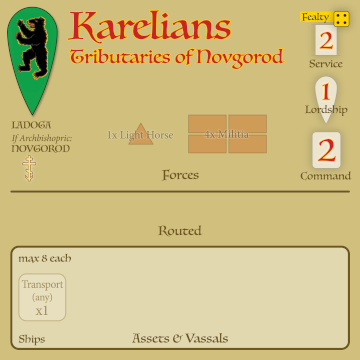 Karelians
Tributaries of Novgorod
Fealty
2
Service
1
Lordship
2
Command
LADOGA
If Archbishopric:
NOVGOROD
1x Light Horse
4x Militia
Forces
Routed
max 8 each
Transport
(any)
x1
Ships
Assets & Vassals